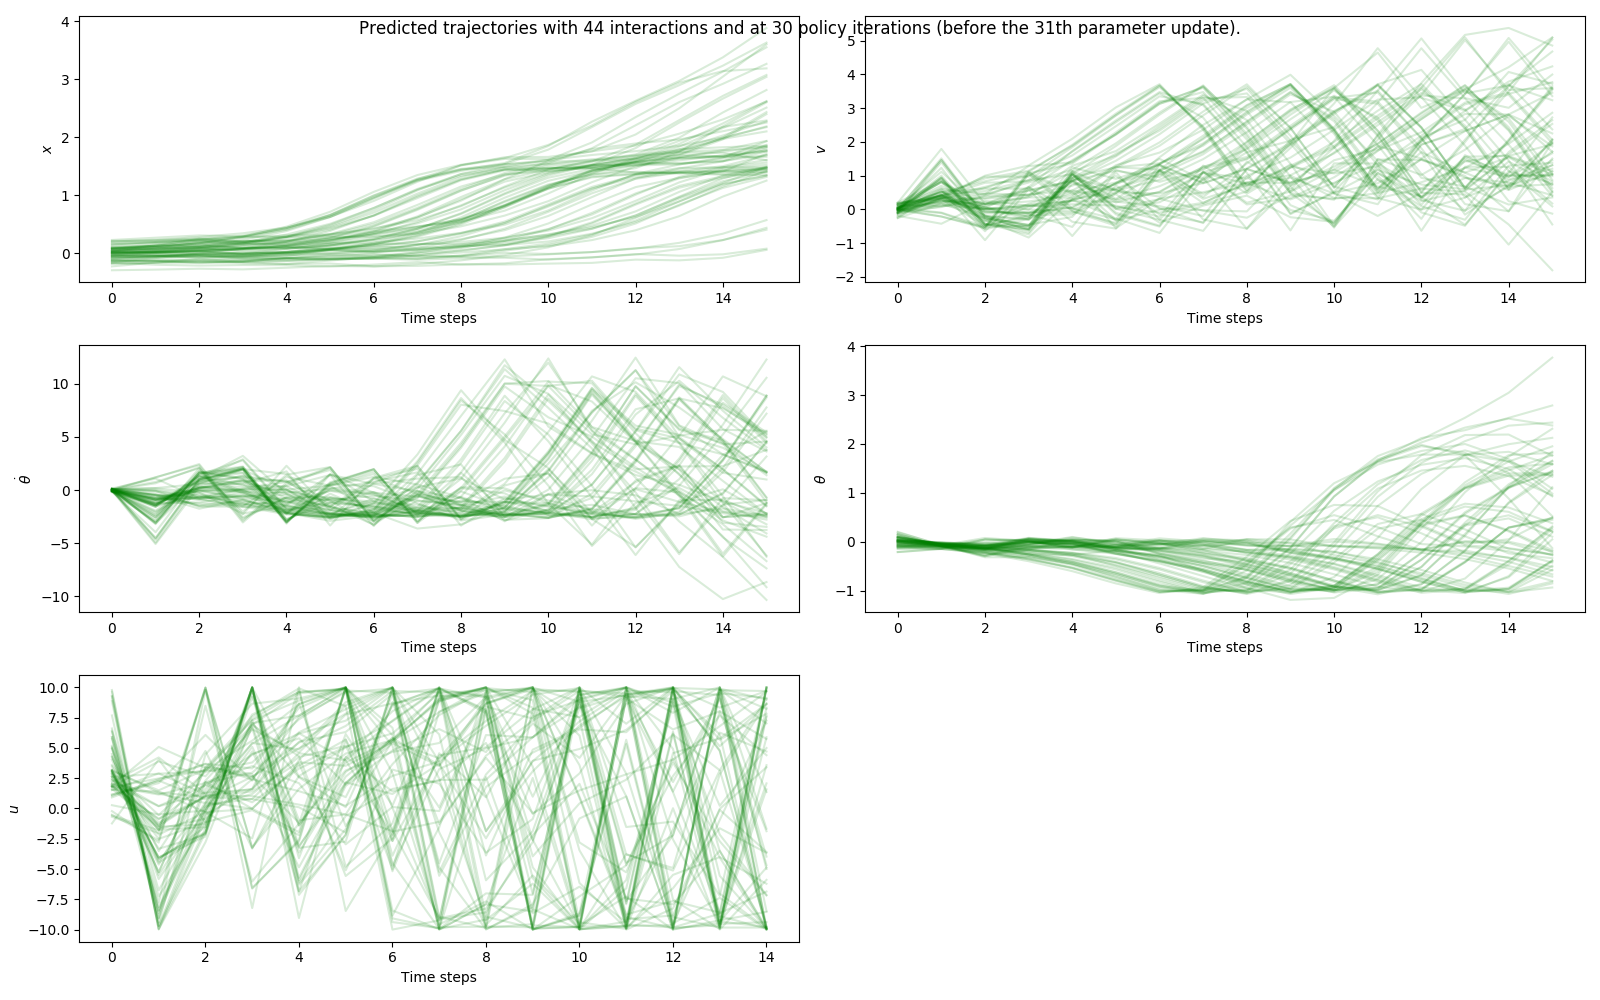 Predicted trajectories with 44 interactions and at 30 policy iterations (before the 31th parameter update).
4
3
2
1
0
x
0 2 4 6 8 10 12 14
Time steps
5
4
3
2
1
0
−1
−2
v
0 2 4 6 8 10 12 14
Time steps
10
5
0
−5
−10
θ̇
0 2 4 6 8 10 12 14
Time steps
4
3
2
1
0
−1
θ
0 2 4 6 8 10 12 14
Time steps
10.0
7.5
5.0
2.5
0.0
−2.5
−5.0
−7.5
−10.0
u
0 2 4 6 8 10 12 14
Time steps